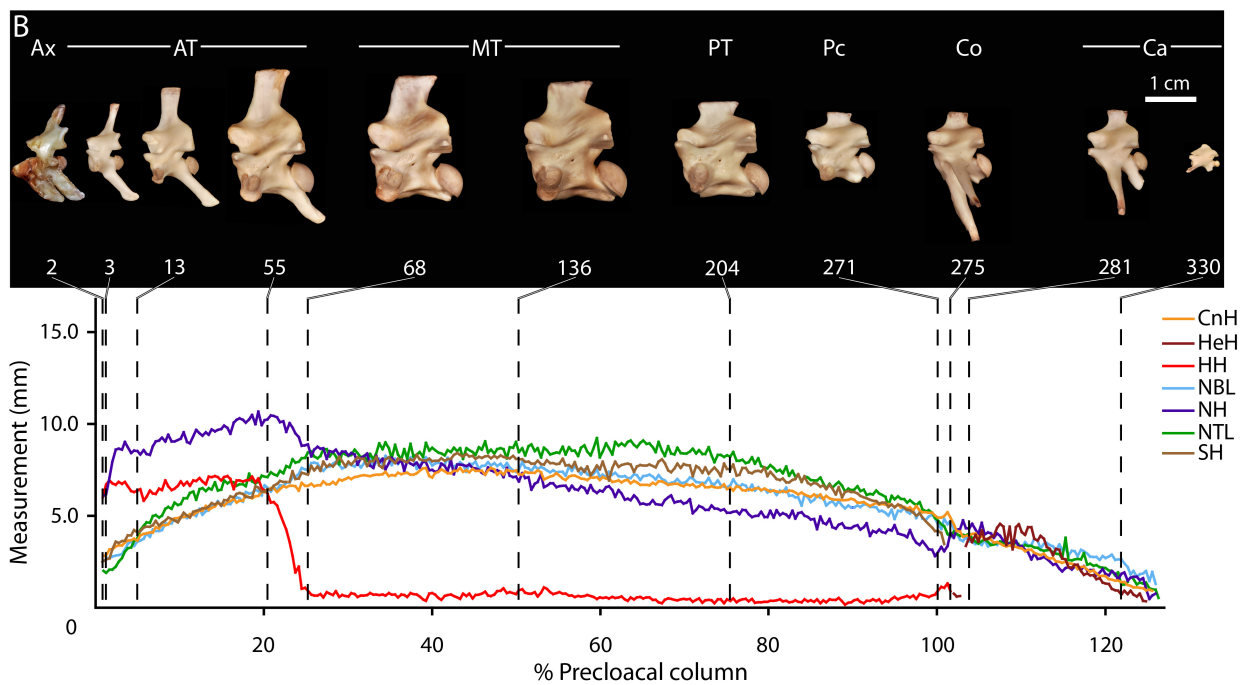 B
Ax AT MT PT Pc Co Ca
1 cm
2 3 13 55 68 136 204 271 275 281 330
15.0
10.0
5.0
0
Measurement (mm)
20 40 60 80 100 120
% Precloacal column
CnH
HeH
HH
NBL
NH
NTL
SH